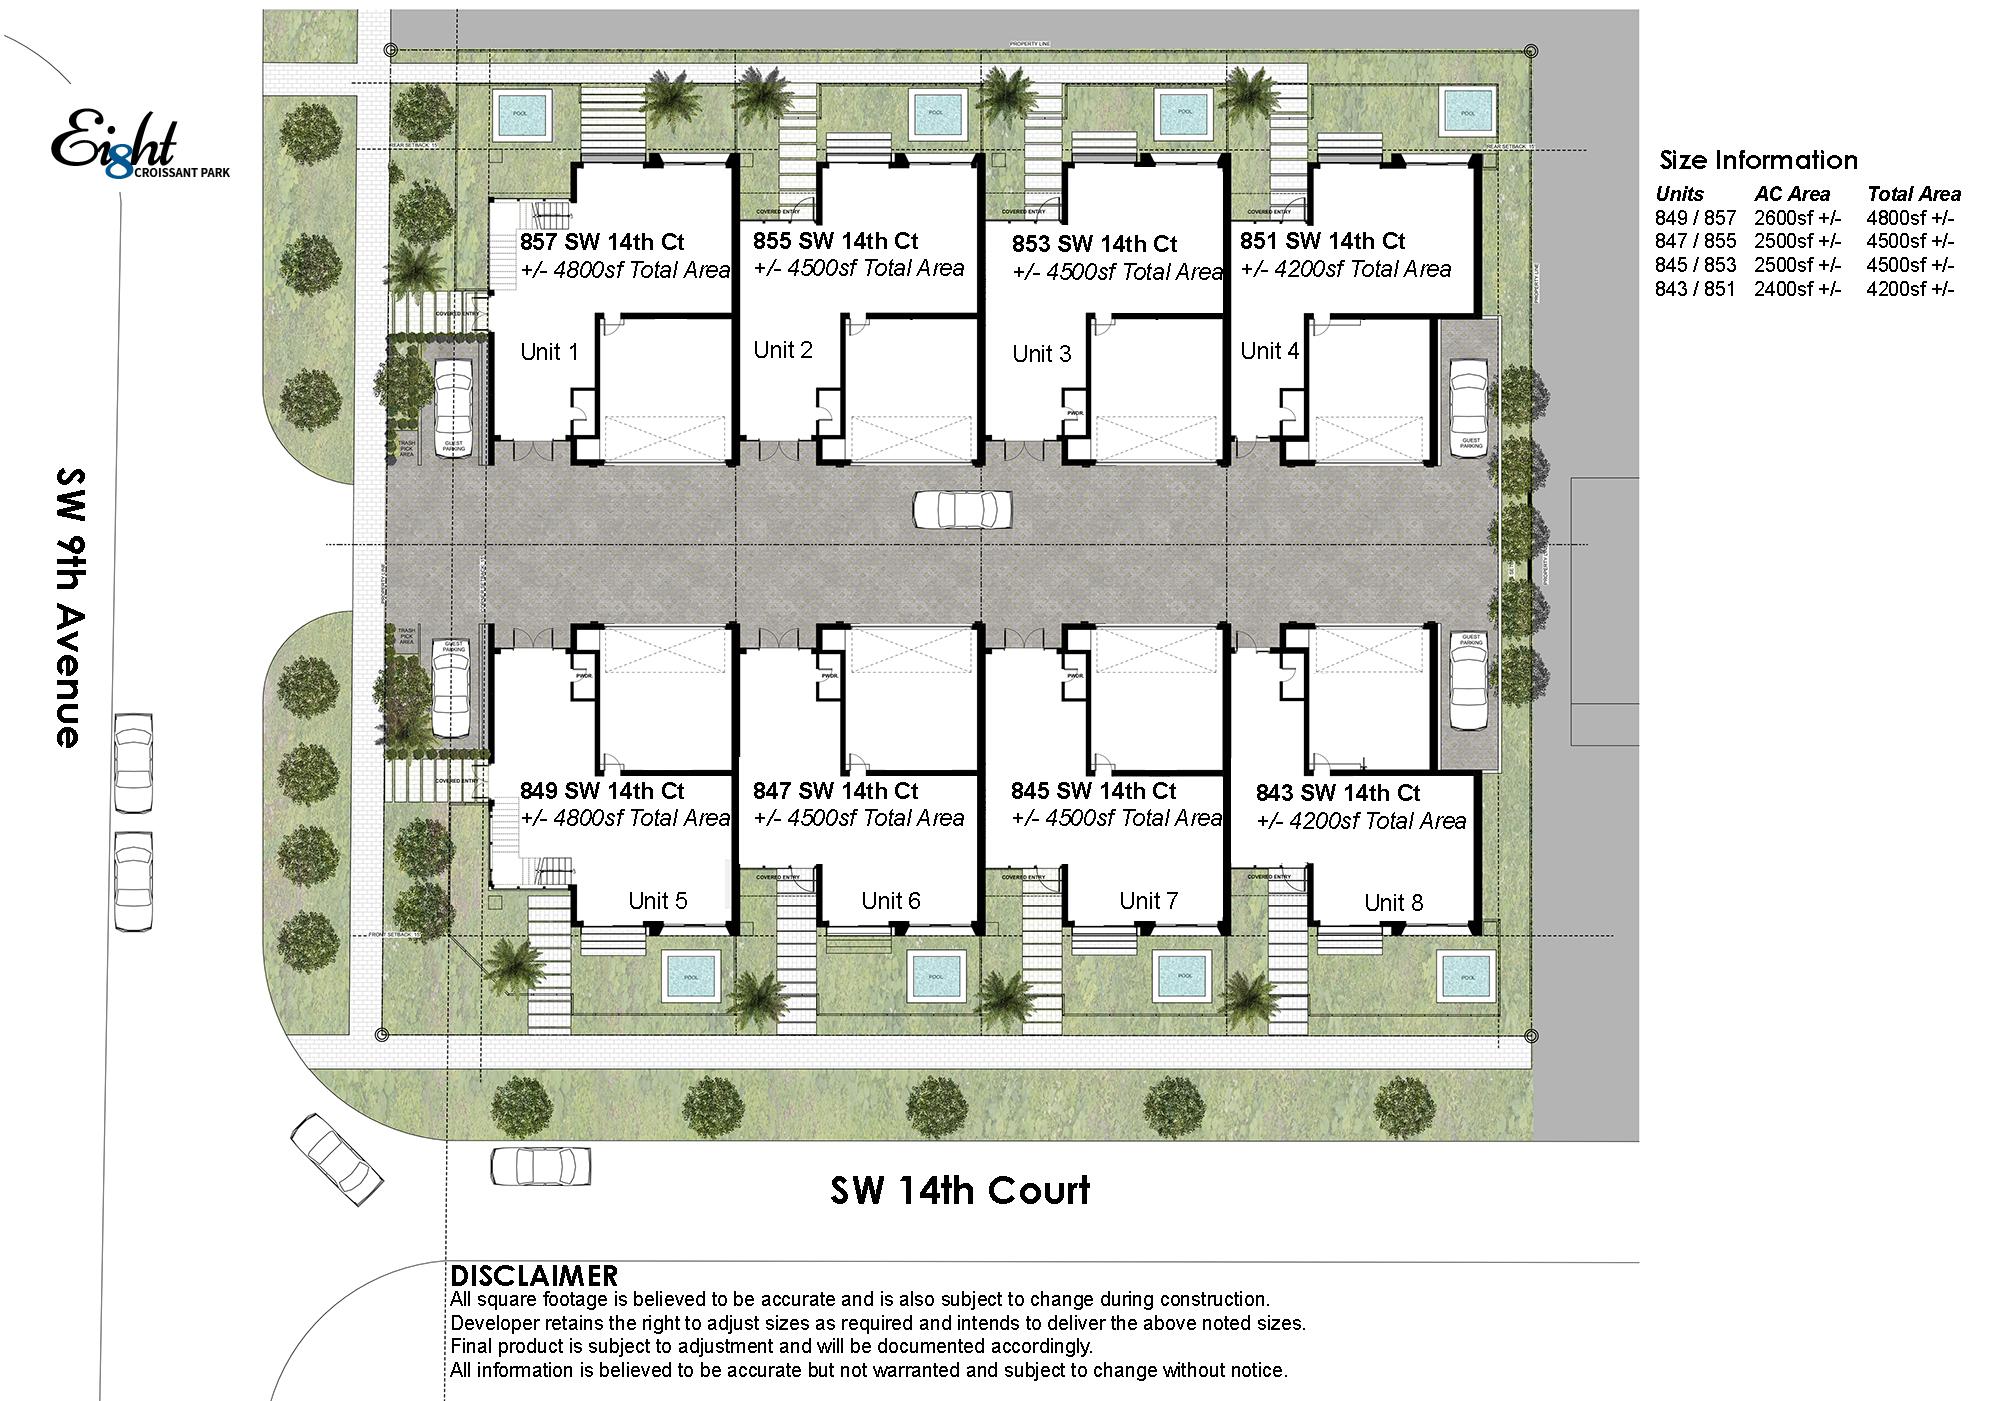 Eight
8
CROISSANT PARK
PROPERTY LINE
POOL
POOL
POOL
POOL
REAR SETBACK: 15'
REAR SETBACK: 15'
COVERED ENTRY
COVERED ENTRY
COVERED ENTRY
857 SW 14th Ct
+/- 4800sf Total Area
855 SW 14th Ct
+/- 4500sf Total Area
853 SW 14th Ct
+/- 4500sf Total Area
851 SW 14th Ct
+/- 4200sf Total Area
COVERED ENTRY
PROPERTY LINE
Unit 1
Unit 2
Unit 3
Unit 4
PWDR.
TRASH
PICK
AREA
GUEST
PARKING
GUEST
PARKING
Size Information
Units AC Area Total Area
849 / 857 2600sf +/- 4800sf +/-
847 / 855 2500sf +/- 4500sf +/-
845 / 853 2500sf +/- 4500sf +/-
843 / 851 2400sf +/- 4200sf +/-
SW 9th Avenue
PROPERTY LINE
PROPERTY LINE
TRASH
PICK
AREA
GUEST
PARKING
GUEST
PARKING
PWDR.
PWDR.
PWDR.
COVERED ENTRY
849 SW 14th Ct
+/- 4800sf Total Area
847 SW 14th Ct
+/- 4500sf Total Area
845 SW 14th Ct
+/- 4500sf Total Area
843 SW 14th Ct
+/- 4200sf Total Area
COVERED ENTRY
COVERED ENTRY
COVERED ENTRY
Unit 5
Unit 6
Unit 7
Unit 8
FRONT SETBACK: 15'
POOL
POOL
POOL
POOL
SW 14th Court
DISCLAIMER
All square footage is believed to be accurate and is also subject to change during construction.
Developer retains the right to adjust sizes as required and intends to deliver the above noted sizes.
Final product is subject to adjustment and will be documented accordingly.
All information is believed to be accurate but not warranted and subject to change without notice.